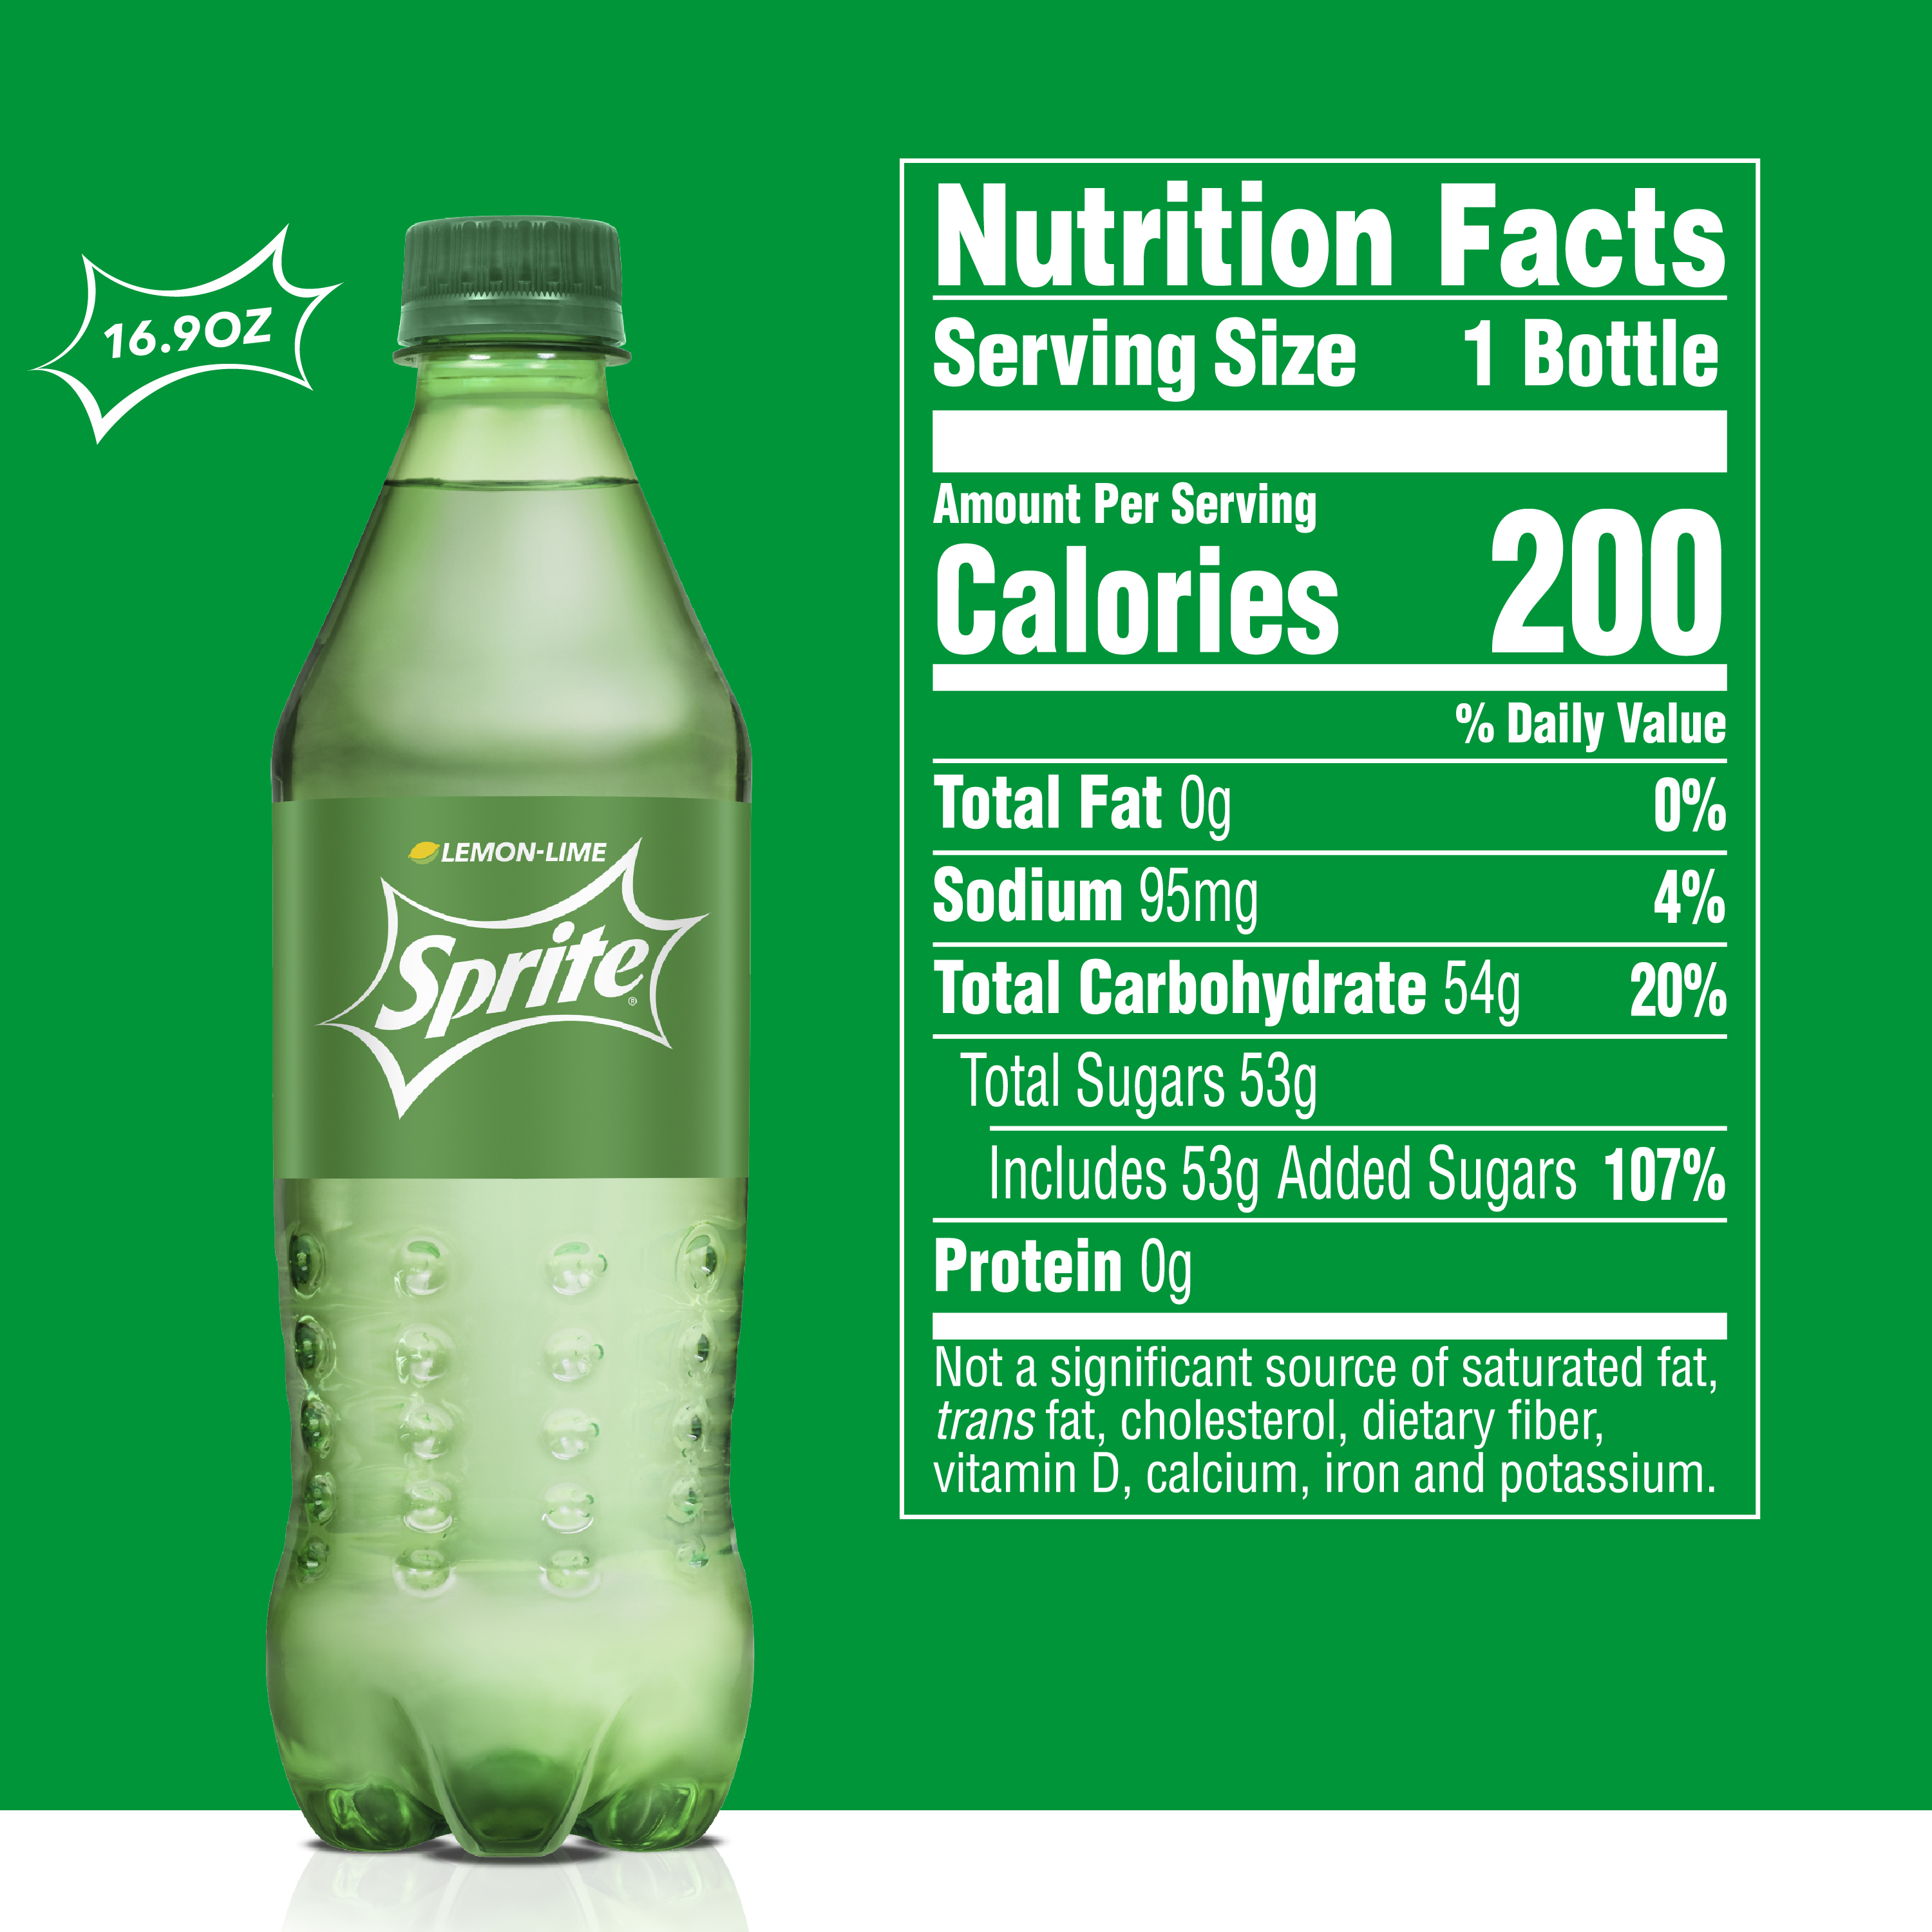 16.9OZ
LEMON-LIME
Sprite®
Nutrition Facts
Serving Size 1 Bottle
Amount Per Serving
Calories 200
% Daily Value
Total Fat 0g 0%
Sodium 95mg 4%
Total Carbohydrate 54g 20%
Total Sugars 53g
Includes 53g Added Sugars 107%
Protein 0g
Not a significant source of saturated fat,
trans fat, cholesterol, dietary fiber,
vitamin D, calcium, iron and potassium.